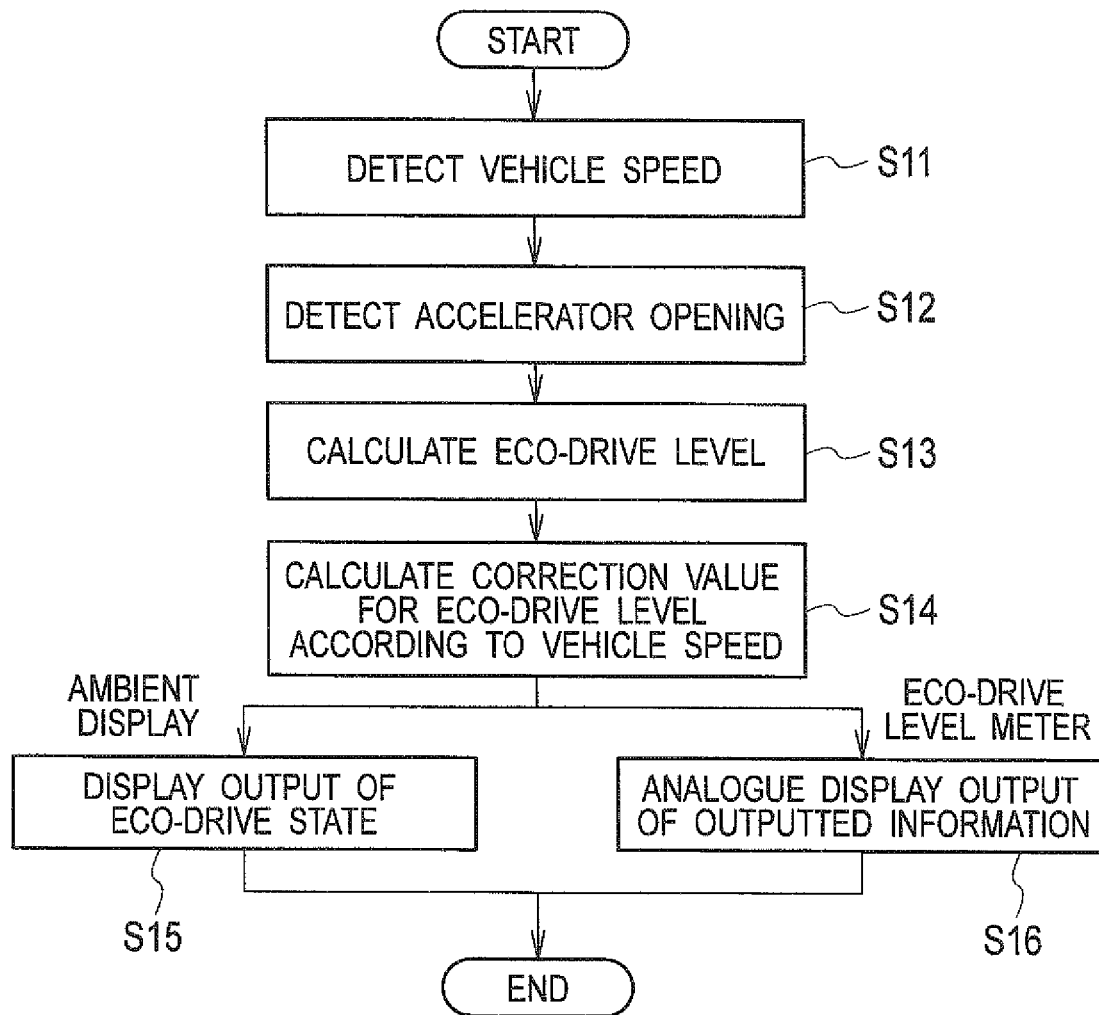 START
DETECT VEHICLE SPEED
S11
DETECT ACCELERATOR OPENING
S12
CALCULATE ECO-DRIVE LEVEL
S13
CALCULATE CORRECTION VALUE
FOR ECO-DRIVE LEVEL
ACCORDING TO VEHICLE SPEED
S14
AMBIENT
DISPLAY
DISPLAY OUTPUT OF
ECO-DRIVE STATE
S15
ECO-DRIVE
LEVEL METER
ANALOGUE DISPLAY OUTPUT
OF OUTPUTTED INFORMATION
S16
END